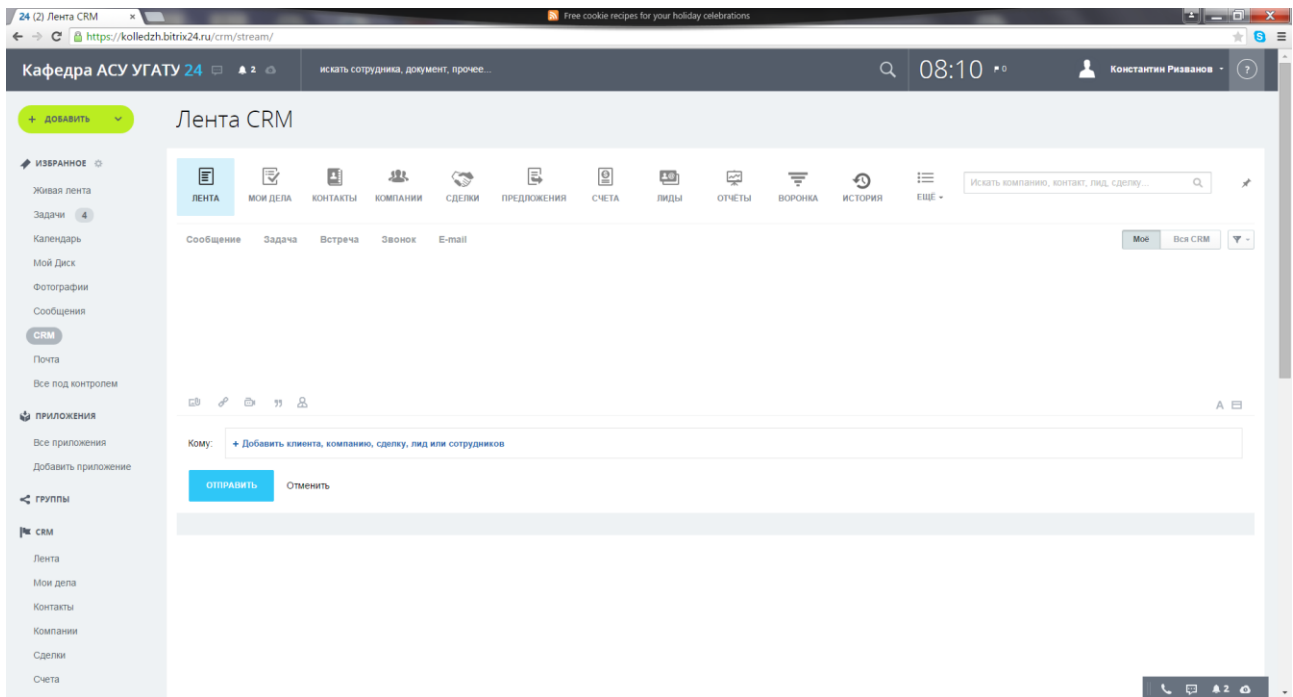 24 (2) Лента CRM
Free cookie recipes for your holiday celebrations
https://kolledzh.bitrix24.ru/crm/stream/
Кафедра АСУ УГАТУ 24 2 искать сотрудника, документ, прочее... 08:10 0 Константин Ризванов ?
+ ДОБАВИТЬ
Лента CRM
ИЗБРАННОЕ
Живая лента
Задачи 4
Календарь
Мой Диск
Фотографии
Сообщения
CRM
Почта
Все под контролем
ПРИЛОЖЕНИЯ
Все приложения
Добавить приложение
ГРУППЫ
CRM
Лента
Мои дела
Контакты
Компании
Сделки
Счета
ЛЕНТА МОИ ДЕЛА КОНТАКТЫ КОМПАНИИ СДЕЛКИ ПРЕДЛОЖЕНИЯ СЧЕТА ЛИДЫ ОТЧЁТЫ ВОРОНКА ИСТОРИЯ ЕЩЁ Искать компанию, контакт, лид, сделку...
Сообщение Задача Встреча Звонок E-mail Моё Вся CRM
A
Кому: + Добавить клиента, компанию, сделку, лид или сотрудников
ОТПРАВИТЬ Отменить
2